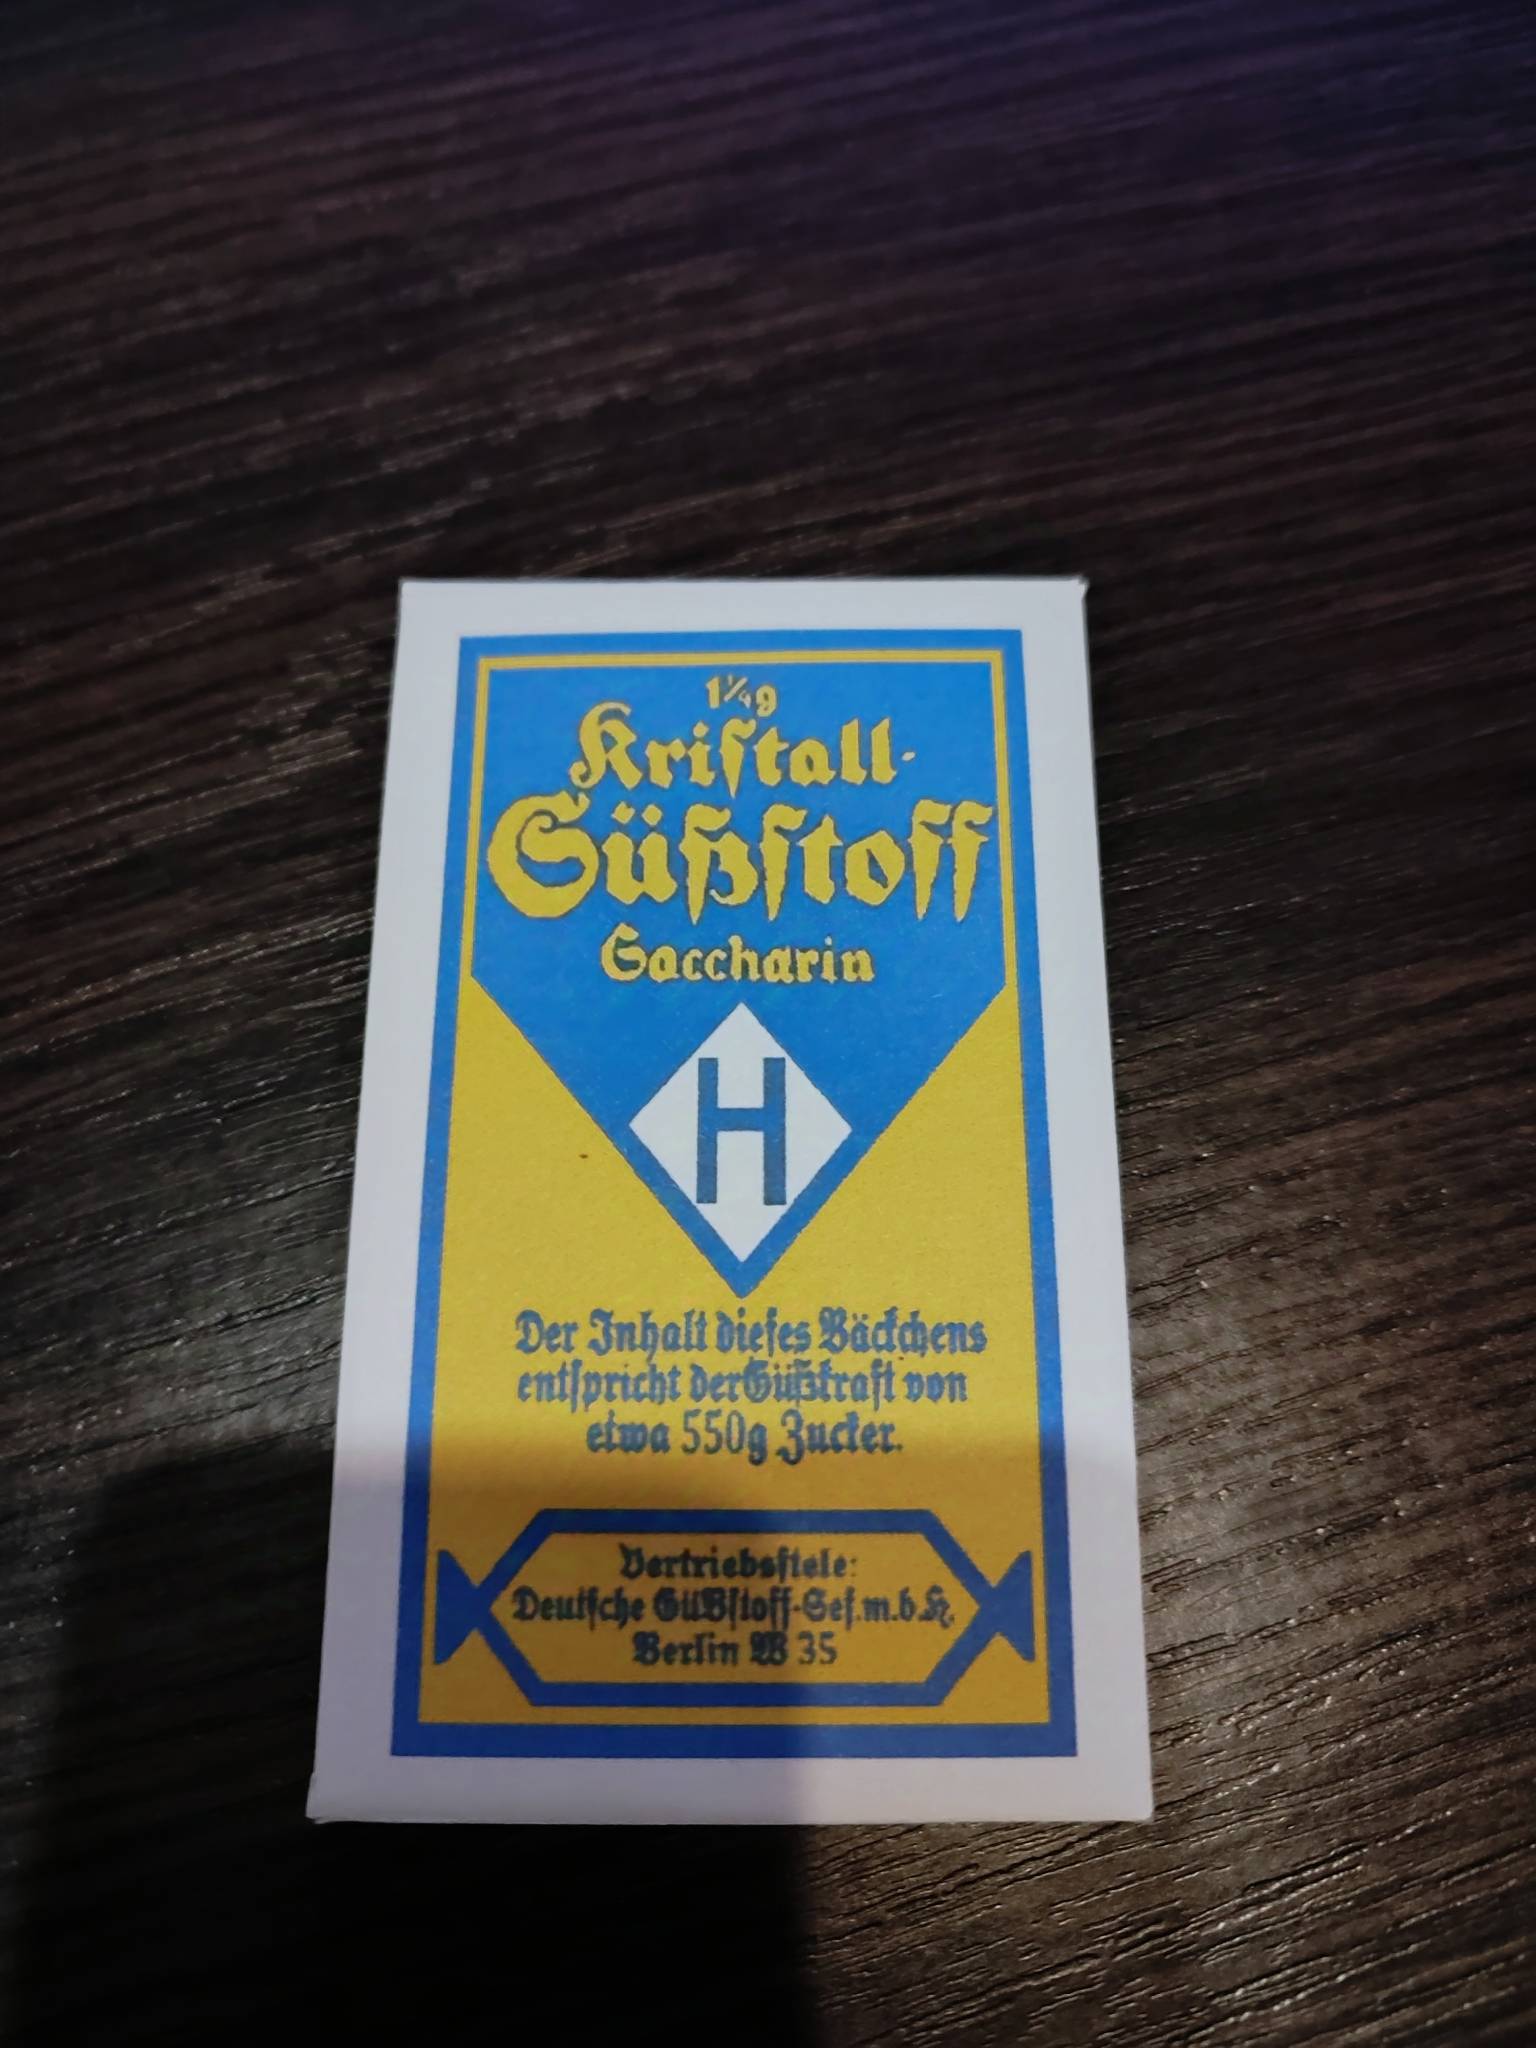 1¼g
Kristall-
Süßstoff
Saccharin
H
Der Inhalt dieses Päckchens
entspricht der Süßkraft von
etwa 550g Zucker.
Vertriebsstele:
Deutsche Süßstoff-Ges.m.b.H.
Berlin W 35